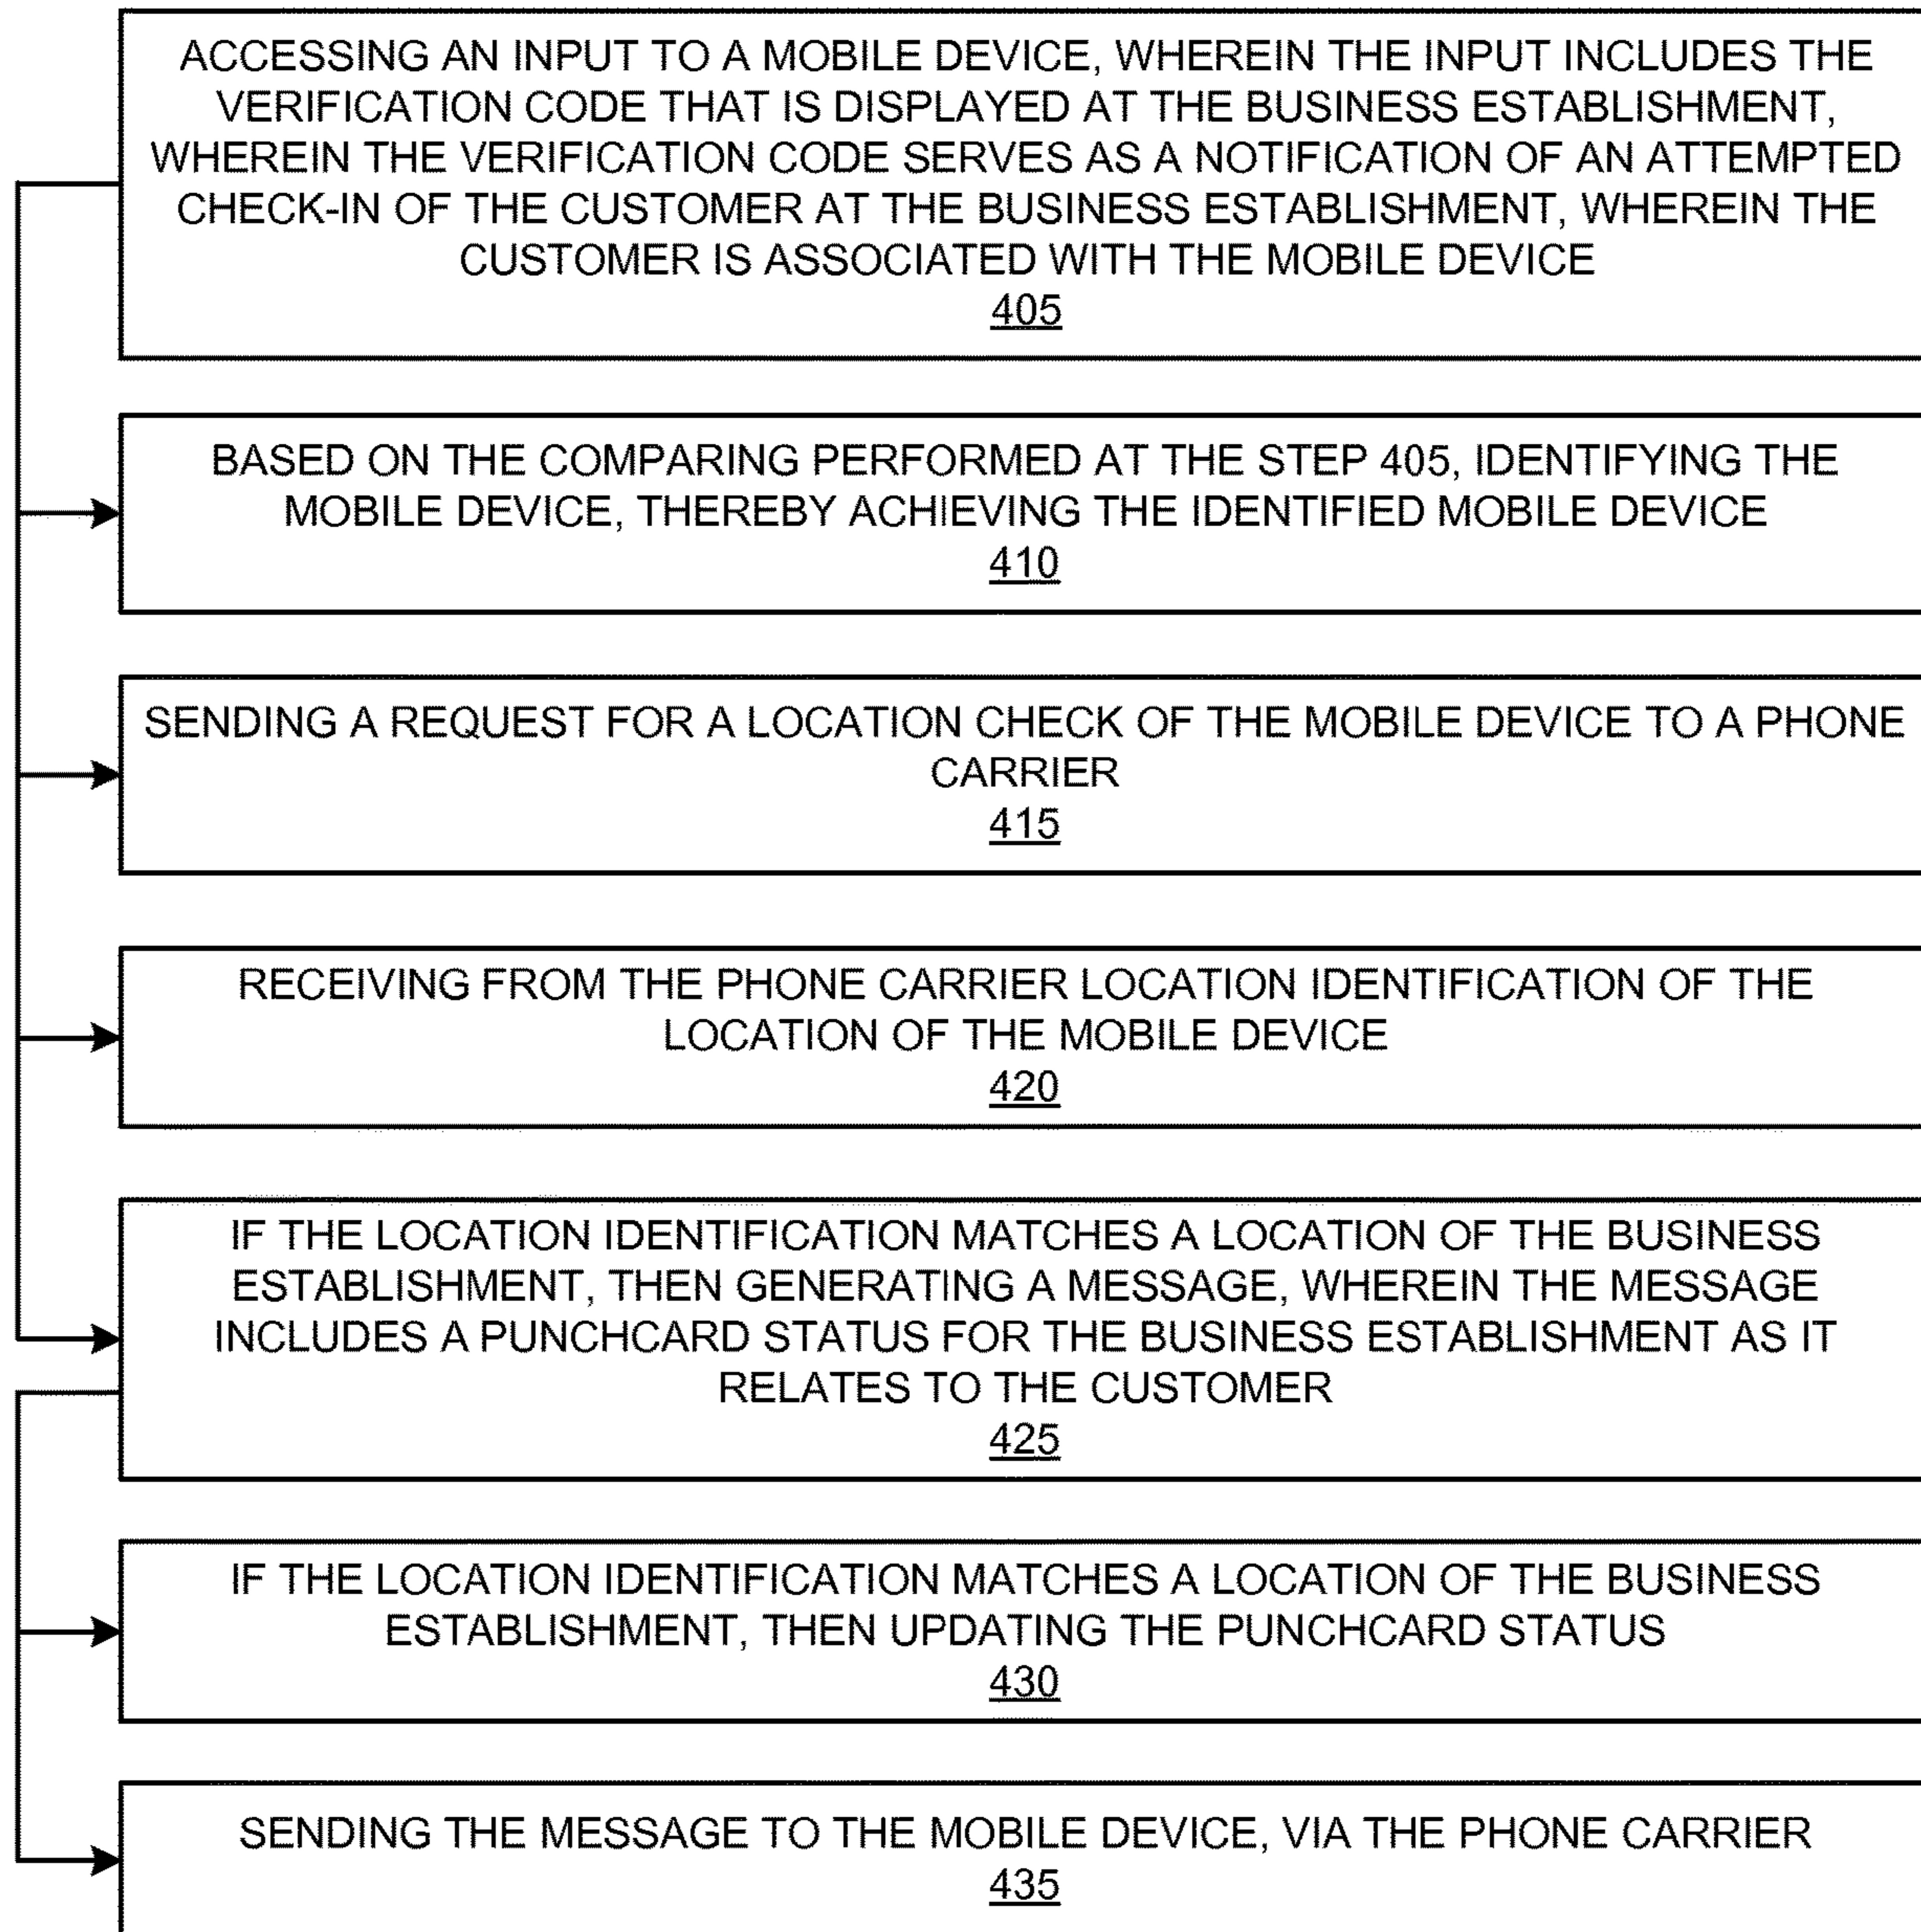 ACCESSING AN INPUT TO A MOBILE DEVICE, WHEREIN THE INPUT INCLUDES THE
VERIFICATION CODE THAT IS DISPLAYED AT THE BUSINESS ESTABLISHMENT,
WHEREIN THE VERIFICATION CODE SERVES AS A NOTIFICATION OF AN ATTEMPTED
CHECK-IN OF THE CUSTOMER AT THE BUSINESS ESTABLISHMENT, WHEREIN THE
CUSTOMER IS ASSOCIATED WITH THE MOBILE DEVICE
405
BASED ON THE COMPARING PERFORMED AT THE STEP 405, IDENTIFYING THE
MOBILE DEVICE, THEREBY ACHIEVING THE IDENTIFIED MOBILE DEVICE
410
SENDING A REQUEST FOR A LOCATION CHECK OF THE MOBILE DEVICE TO A PHONE
CARRIER
415
RECEIVING FROM THE PHONE CARRIER LOCATION IDENTIFICATION OF THE
LOCATION OF THE MOBILE DEVICE
420
IF THE LOCATION IDENTIFICATION MATCHES A LOCATION OF THE BUSINESS
ESTABLISHMENT, THEN GENERATING A MESSAGE, WHEREIN THE MESSAGE
INCLUDES A PUNCHCARD STATUS FOR THE BUSINESS ESTABLISHMENT AS IT
RELATES TO THE CUSTOMER
425
IF THE LOCATION IDENTIFICATION MATCHES A LOCATION OF THE BUSINESS
ESTABLISHMENT, THEN UPDATING THE PUNCHCARD STATUS
430
SENDING THE MESSAGE TO THE MOBILE DEVICE, VIA THE PHONE CARRIER
435